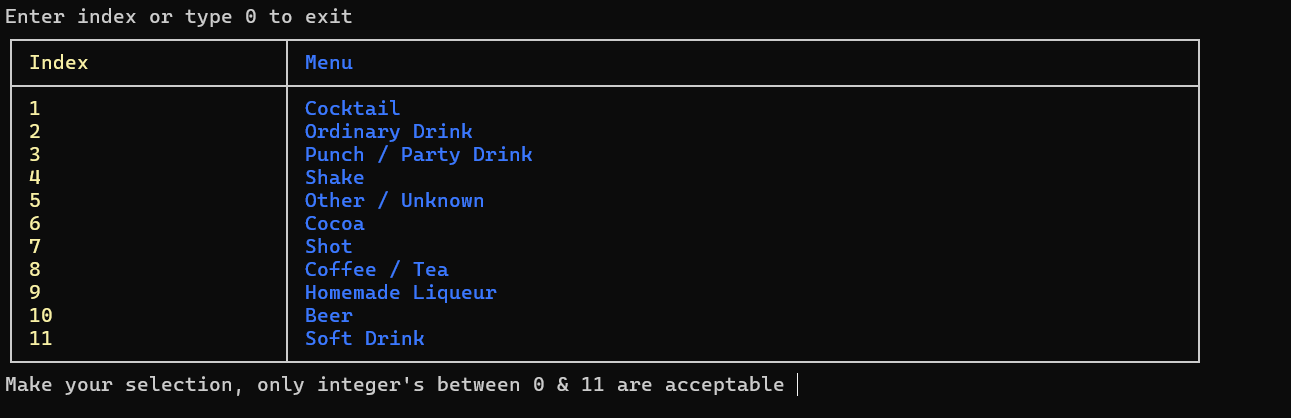 Enter index or type 0 to exit
Index Menu
1 Cocktail
2 Ordinary Drink
3 Punch / Party Drink
4 Shake
5 Other / Unknown
6 Cocoa
7 Shot
8 Coffee / Tea
9 Homemade Liqueur
10 Beer
11 Soft Drink
Make your selection, only integer's between 0 & 11 are acceptable